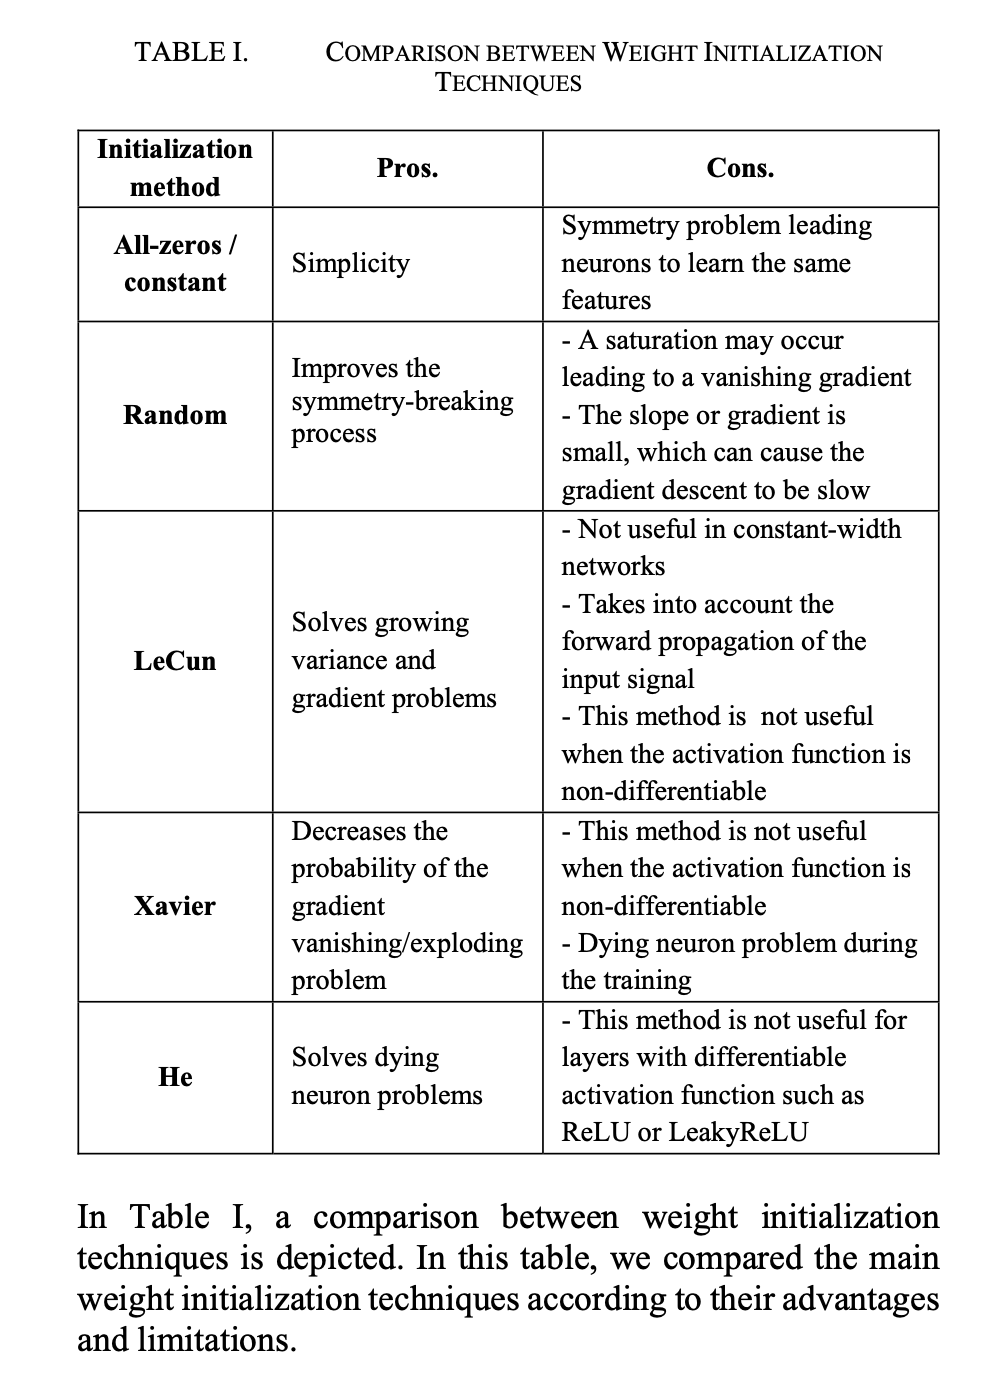 TABLE I. COMPARISON BETWEEN WEIGHT INITIALIZATION
TECHNIQUES
Initialization
method
Pros.
Cons.
All-zeros /
constant
Simplicity
Symmetry problem leading
neurons to learn the same
features
Random
Improves the
symmetry-breaking
process
- A saturation may occur
leading to a vanishing gradient
- The slope or gradient is
small, which can cause the
gradient descent to be slow
LeCun
Solves growing
variance and
gradient problems
- Not useful in constant-width
networks
- Takes into account the
forward propagation of the
input signal
- This method is  not useful
when the activation function is
non-differentiable
Xavier
Decreases the
probability of the
gradient
vanishing/exploding
problem
- This method is not useful
when the activation function is
non-differentiable
- Dying neuron problem during
the training
He
Solves dying
neuron problems
- This method is not useful for
layers with differentiable
activation function such as
ReLU or LeakyReLU
In Table I, a comparison between weight initialization
techniques is depicted. In this table, we compared the main
weight initialization techniques according to their advantages
and limitations.